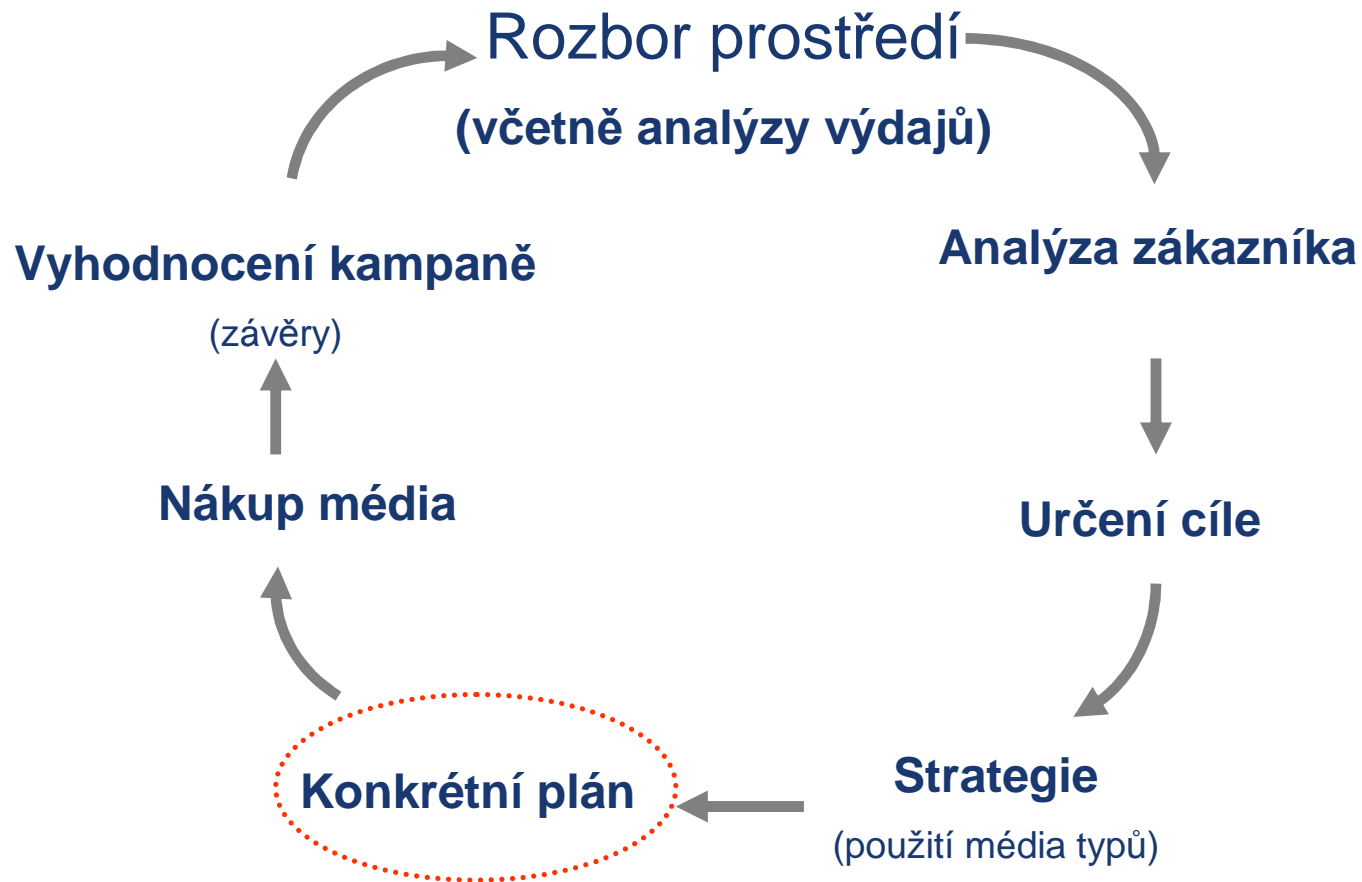 Rozbor prostředí
(včetně analýzy výdajů)
Analýza zákazníka
Určení cíle
Strategie
(použití média typů)
Konkrétní plán
Nákup média
Vyhodnocení kampaně
(závěry)